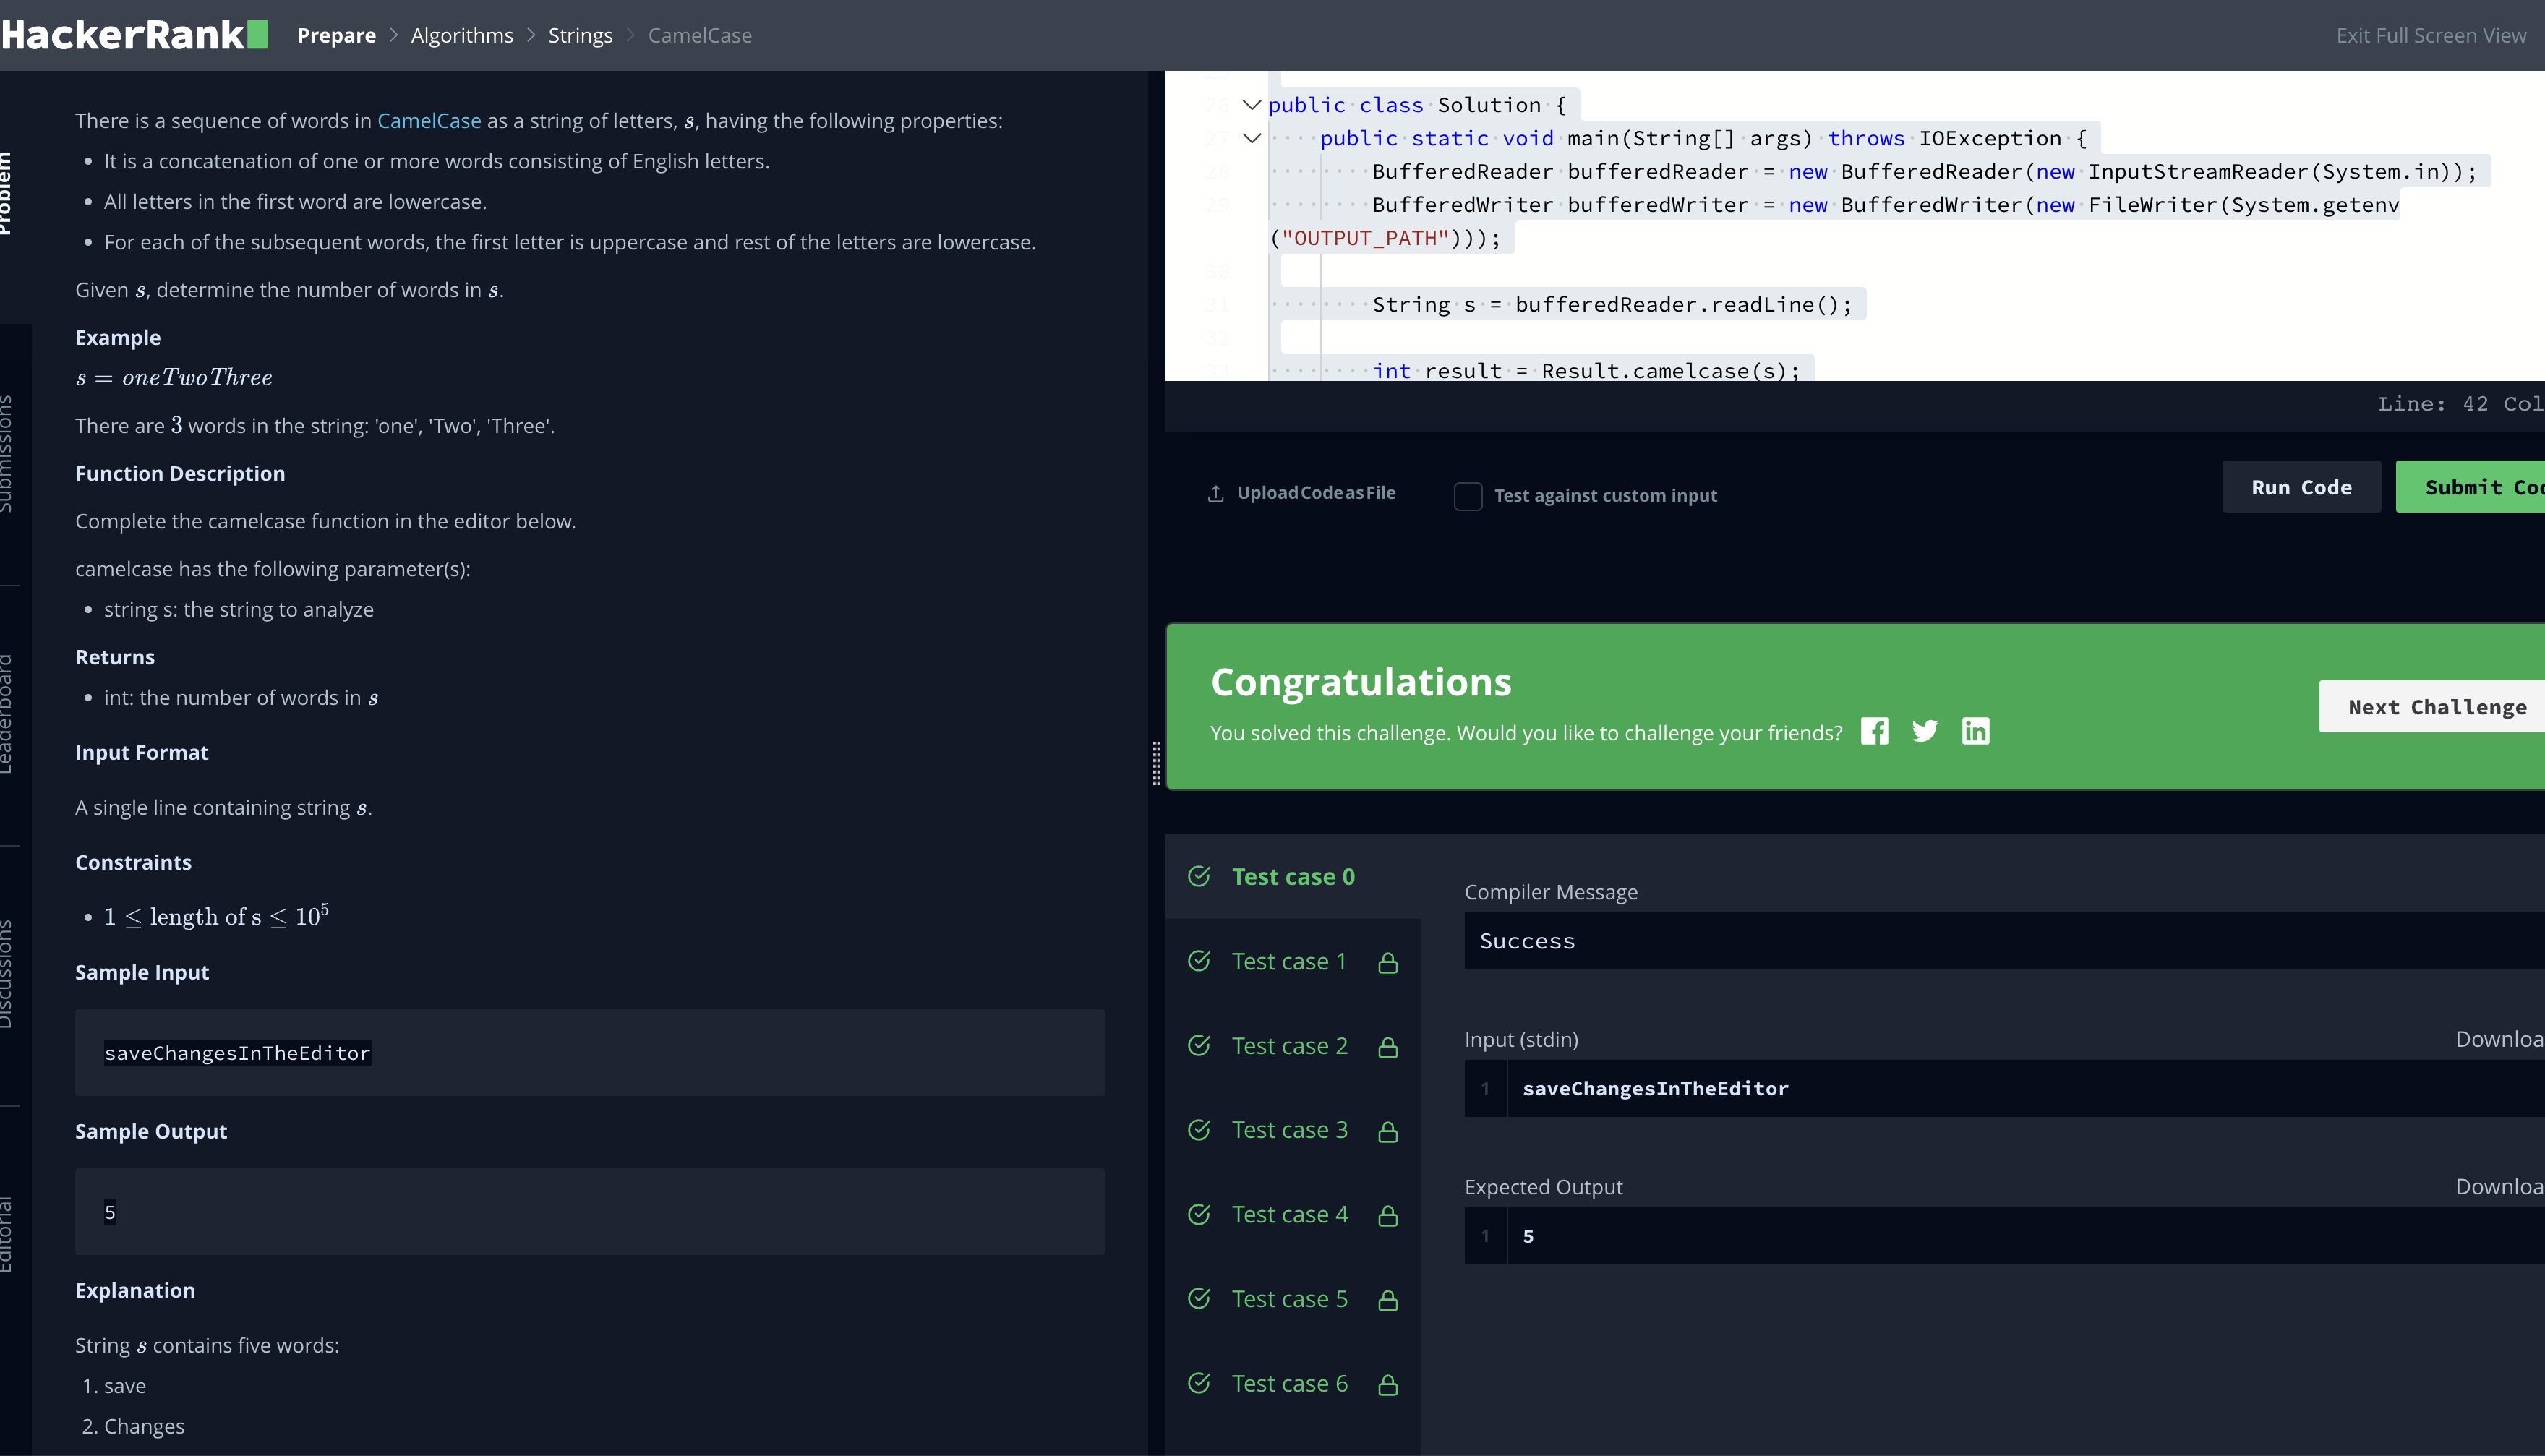 HackerRank Prepare > Algorithms > Strings > CamelCase Exit Full Screen View
Problem
Submissions
Leaderboard
Discussions
Editorial
There is a sequence of words in CamelCase as a string of letters, s, having the following properties:
• It is a concatenation of one or more words consisting of English letters.
• All letters in the first word are lowercase.
• For each of the subsequent words, the first letter is uppercase and rest of the letters are lowercase.
Given s, determine the number of words in s.
Example
s = oneTwoThree
There are 3 words in the string: 'one', 'Two', 'Three'.
Function Description
Complete the camelcase function in the editor below.
camelcase has the following parameter(s):
• string s: the string to analyze
Returns
• int: the number of words in s
Input Format
A single line containing string s.
Constraints
• 1 ≤ length of s ≤ 10⁵
Sample Input
saveChangesInTheEditor
Sample Output
5
Explanation
String s contains five words:
1. save
2. Changes
26 public class Solution {
27 public static void main(String[] args) throws IOException {
28 BufferedReader bufferedReader = new BufferedReader(new InputStreamReader(System.in));
29 BufferedWriter bufferedWriter = new BufferedWriter(new FileWriter(System.getenv
("OUTPUT_PATH")));
30
31 String s = bufferedReader.readLine();
32
33 int result = Result.camelcase(s);
Line: 42 Col
Upload Code as File Test against custom input Run Code Submit Co
Congratulations
You solved this challenge. Would you like to challenge your friends?
Next Challenge
Test case 0
Test case 1
Test case 2
Test case 3
Test case 4
Test case 5
Test case 6
Compiler Message
Success
Input (stdin) Downloa
1 saveChangesInTheEditor
Expected Output Downloa
1 5